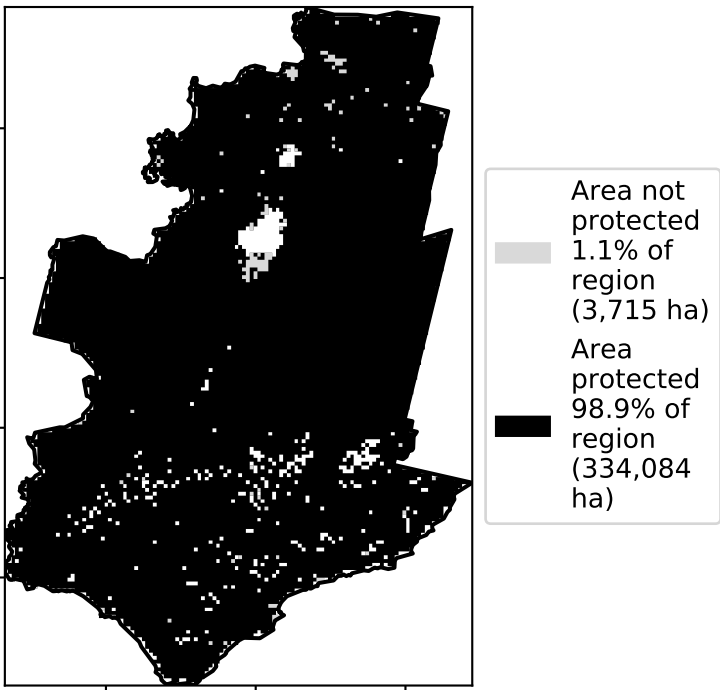 Area not
protected
1.1% of
region
(3,715 ha)
Area
protected
98.9% of
region
(334,084
ha)